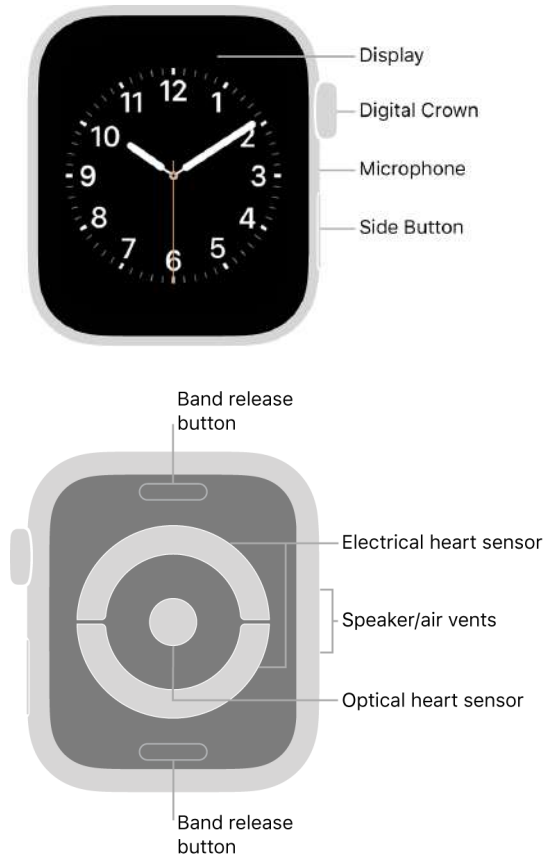 Display
12
11
1
10
2
Digital Crown
9
3
Microphone
8
4
Side Button
7
5
6
Band release
button
Electrical heart sensor
Speaker/air vents
Optical heart sensor
Band release
button